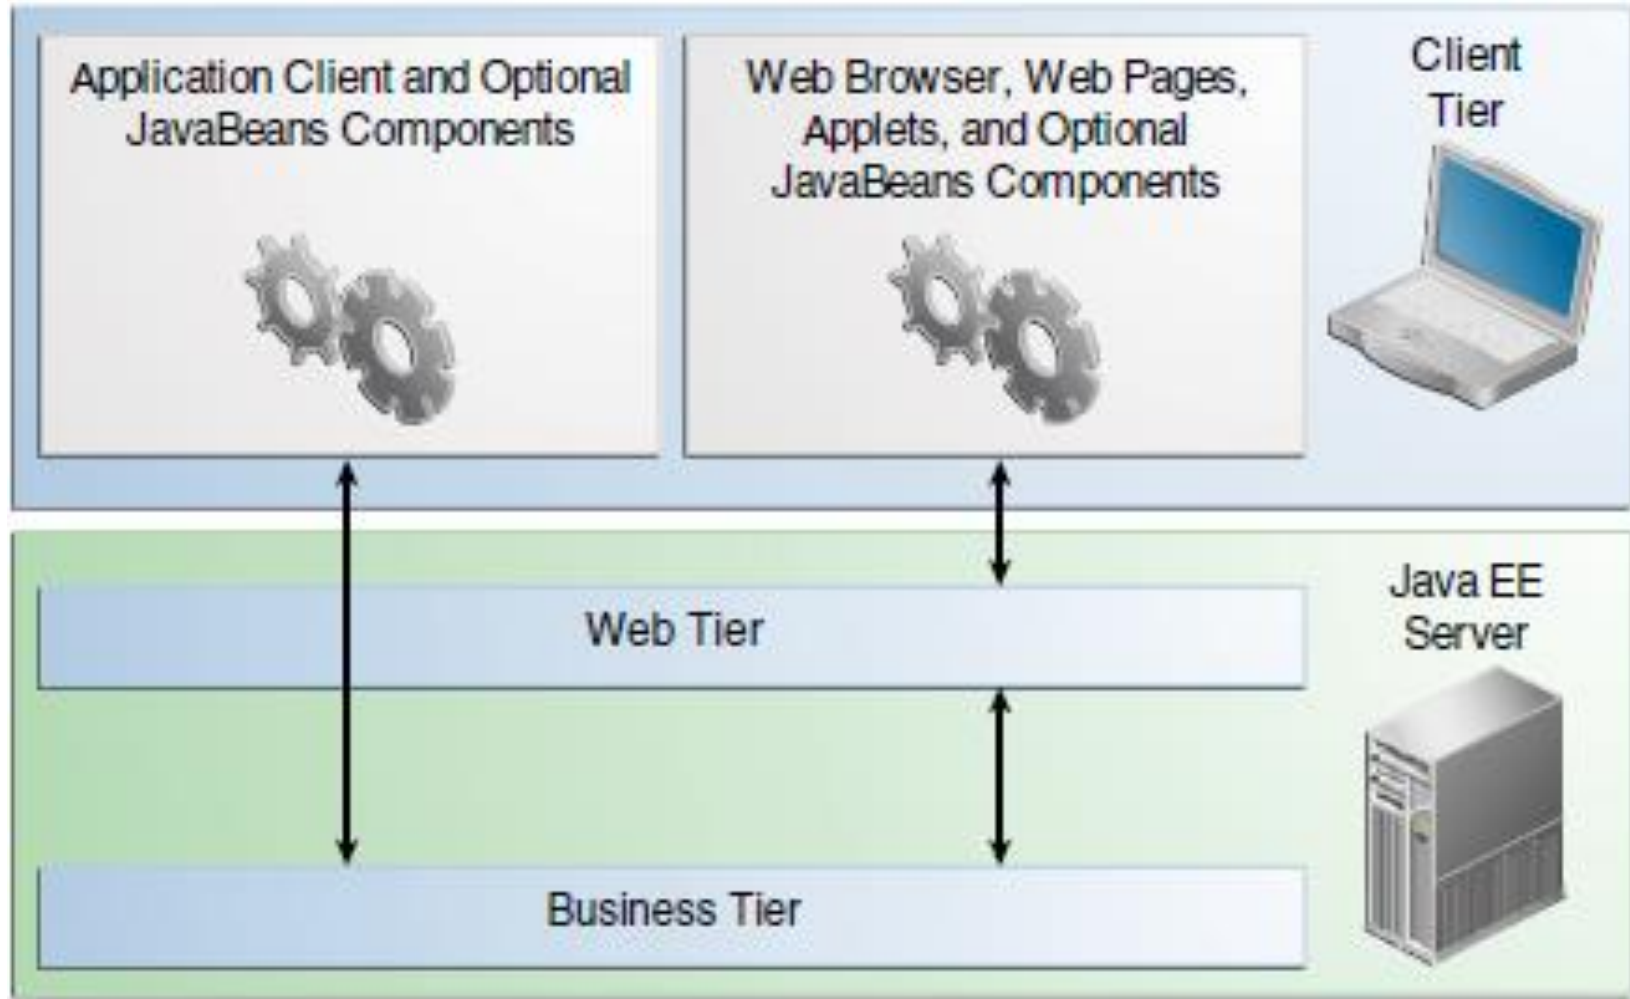 Application Client and Optional
JavaBeans Components
Web Browser, Web Pages,
Applets, and Optional
JavaBeans Components
Client
Tier
Java EE
Server
Web Tier
Business Tier